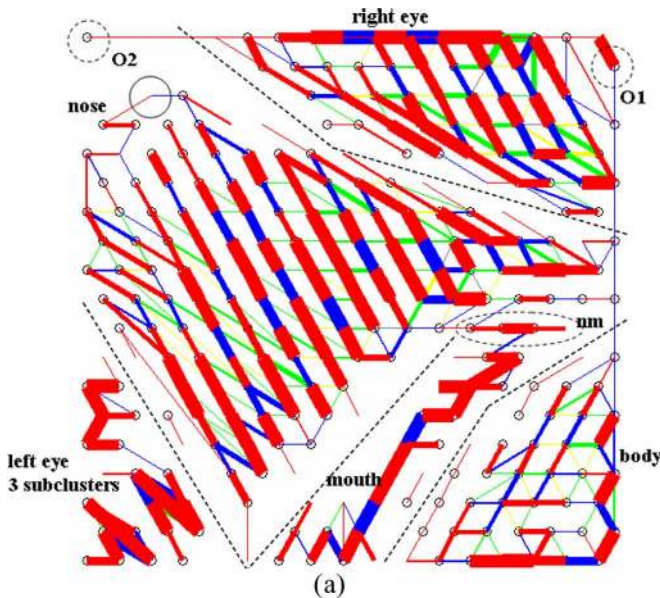 right eye
O2
O1
nose
nm
left eye
3 subclusters
mouth
body
(a)